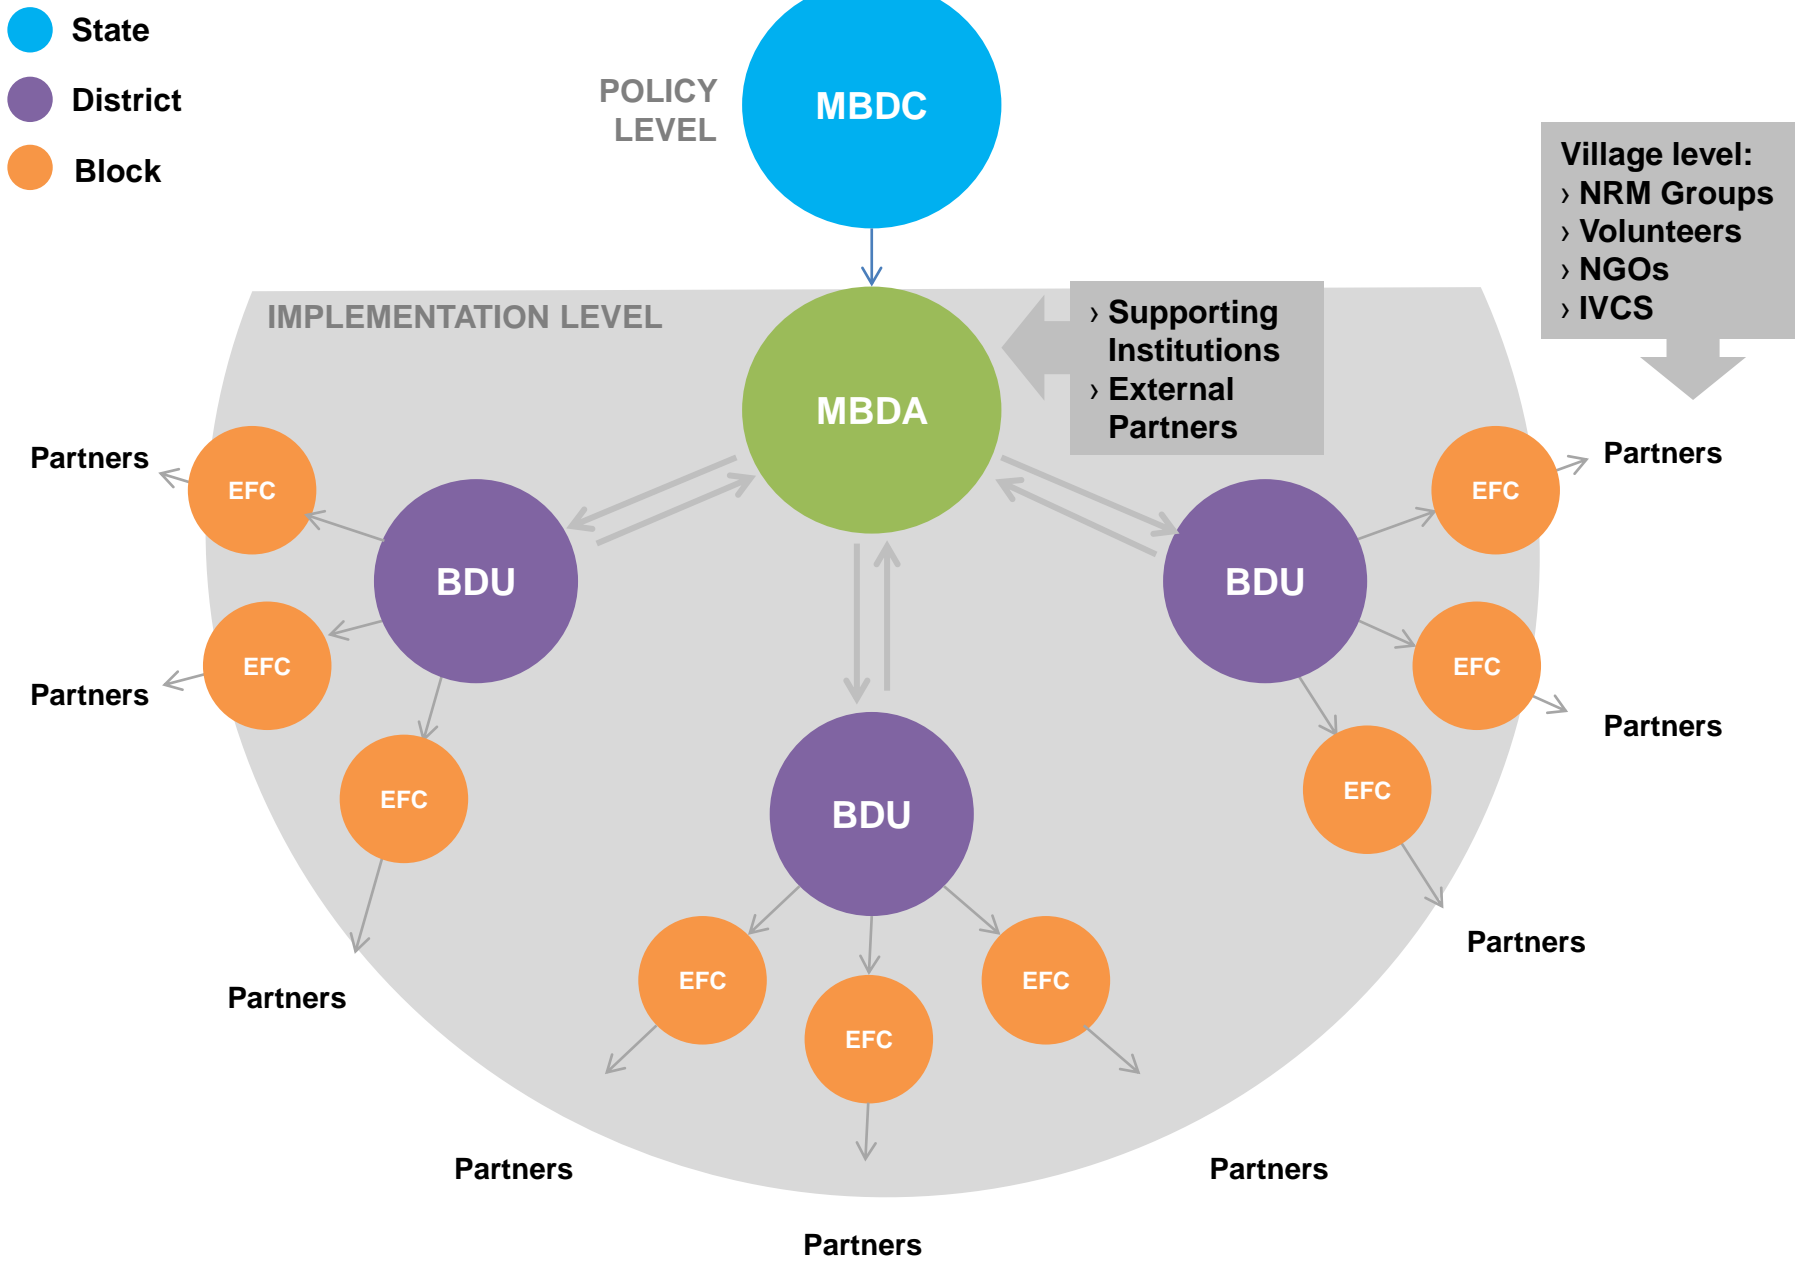 State
District
Block
POLICY
LEVEL
MBDC
Village level:
› NRM Groups
› Volunteers
› NGOs
› IVCS
IMPLEMENTATION LEVEL
MBDA
› Supporting
Institutions
› External
Partners
Partners
EFC
BDU
EFC
Partners
EFC
EFC
Partners
BDU
BDU
EFC
Partners
EFC
Partners
EFC
Partners
EFC
EFC
EFC
Partners
Partners
Partners
Partners